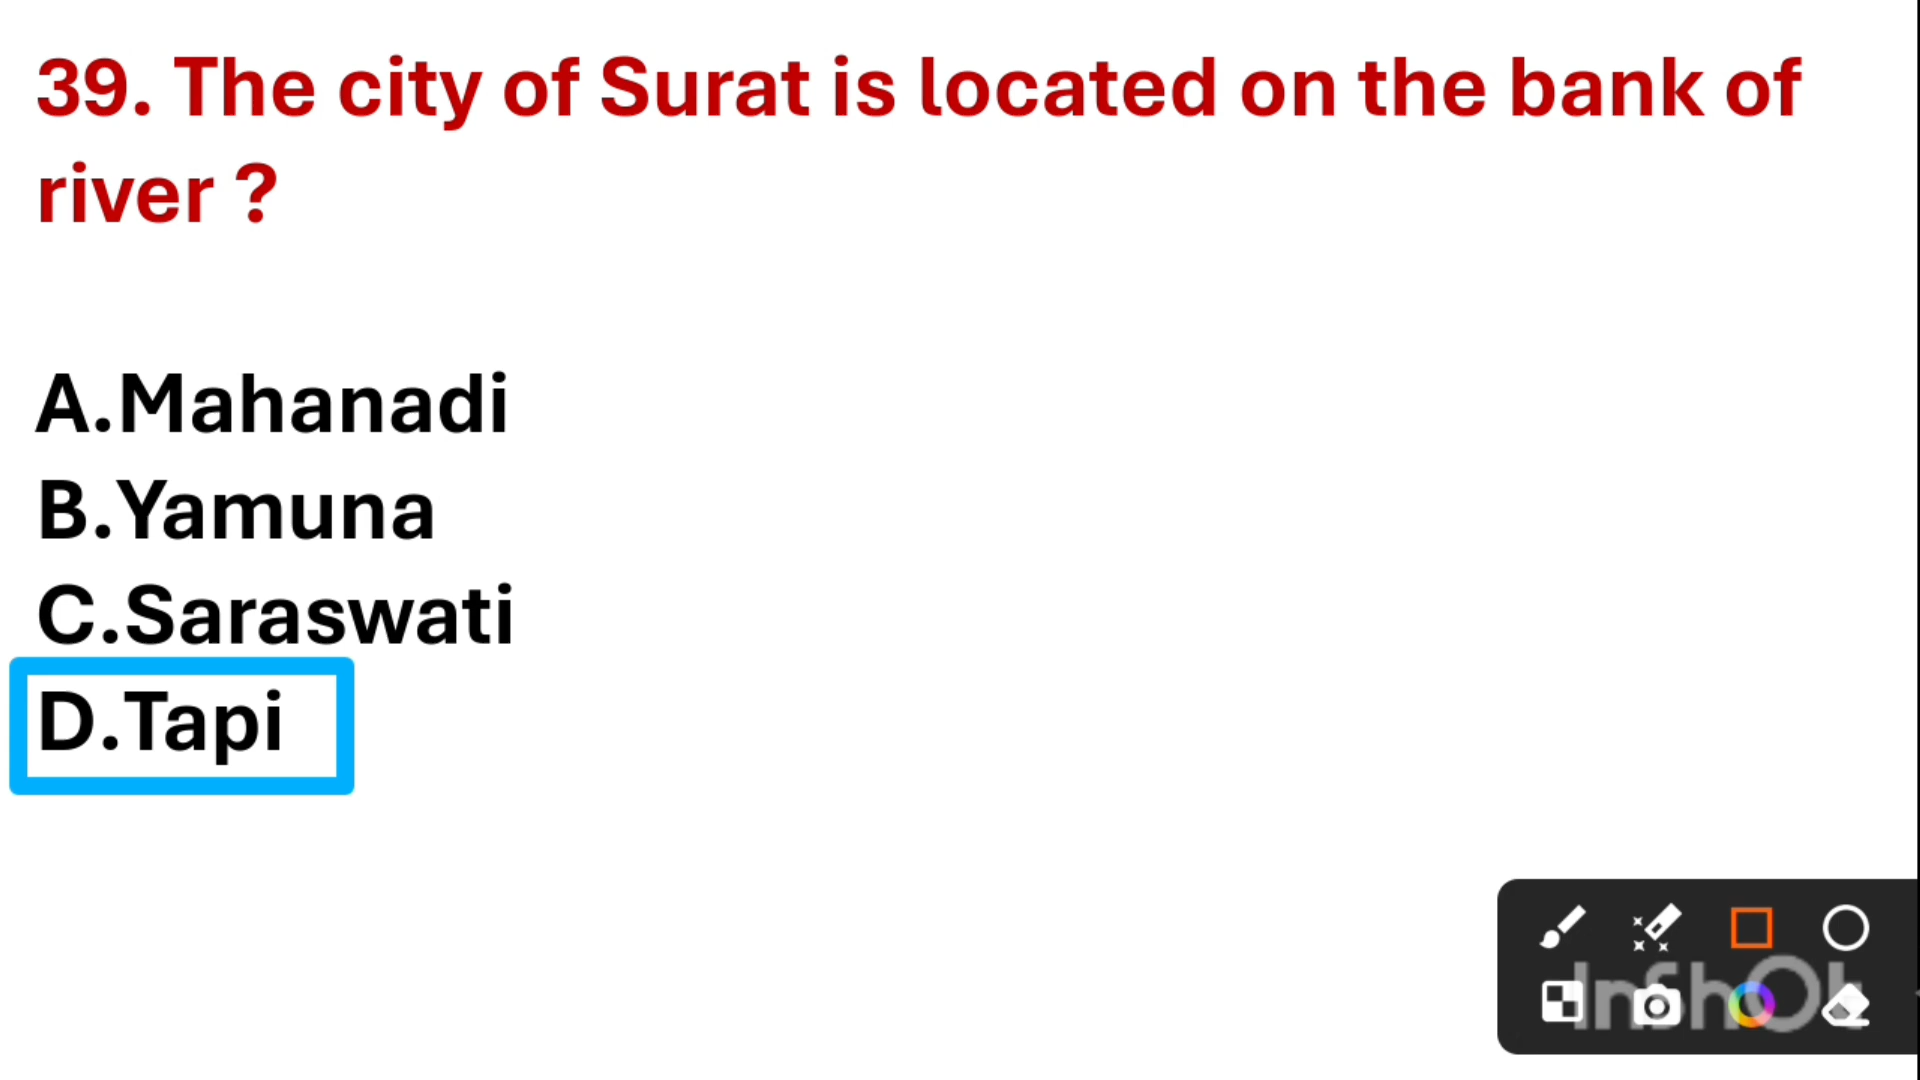 39. The city of Surat is located on the bank of
river ?
A.Mahanadi
B.Yamuna
C.Saraswati
D.Tapi